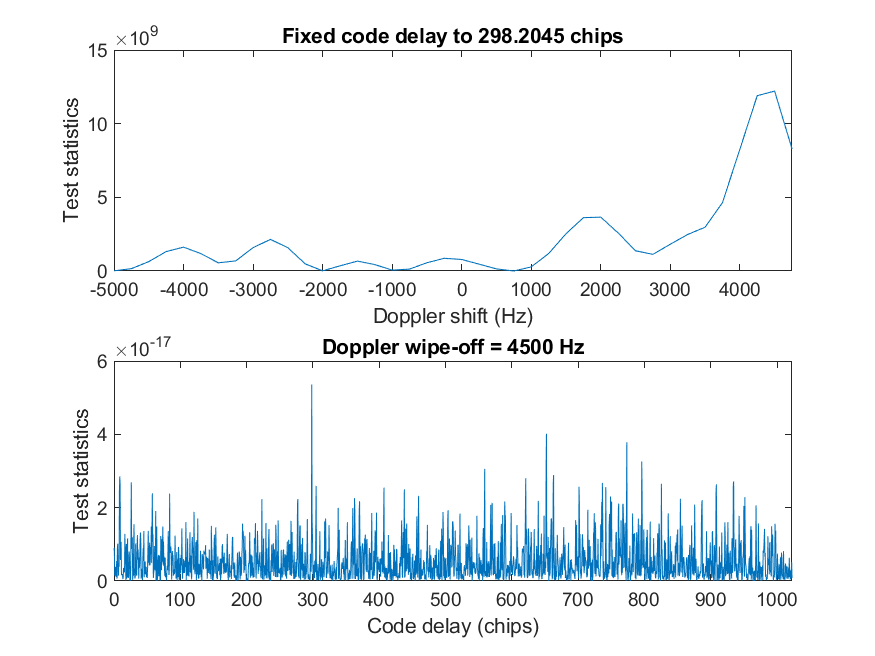 ×10^9
Fixed code delay to 298.2045 chips
15
10
5
0
Test statistics
-5000 -4000 -3000 -2000 -1000 0 1000 2000 3000 4000
Doppler shift (Hz)
×10^-17
Doppler wipe-off = 4500 Hz
6
4
2
0
Test statistics
0 100 200 300 400 500 600 700 800 900 1000
Code delay (chips)